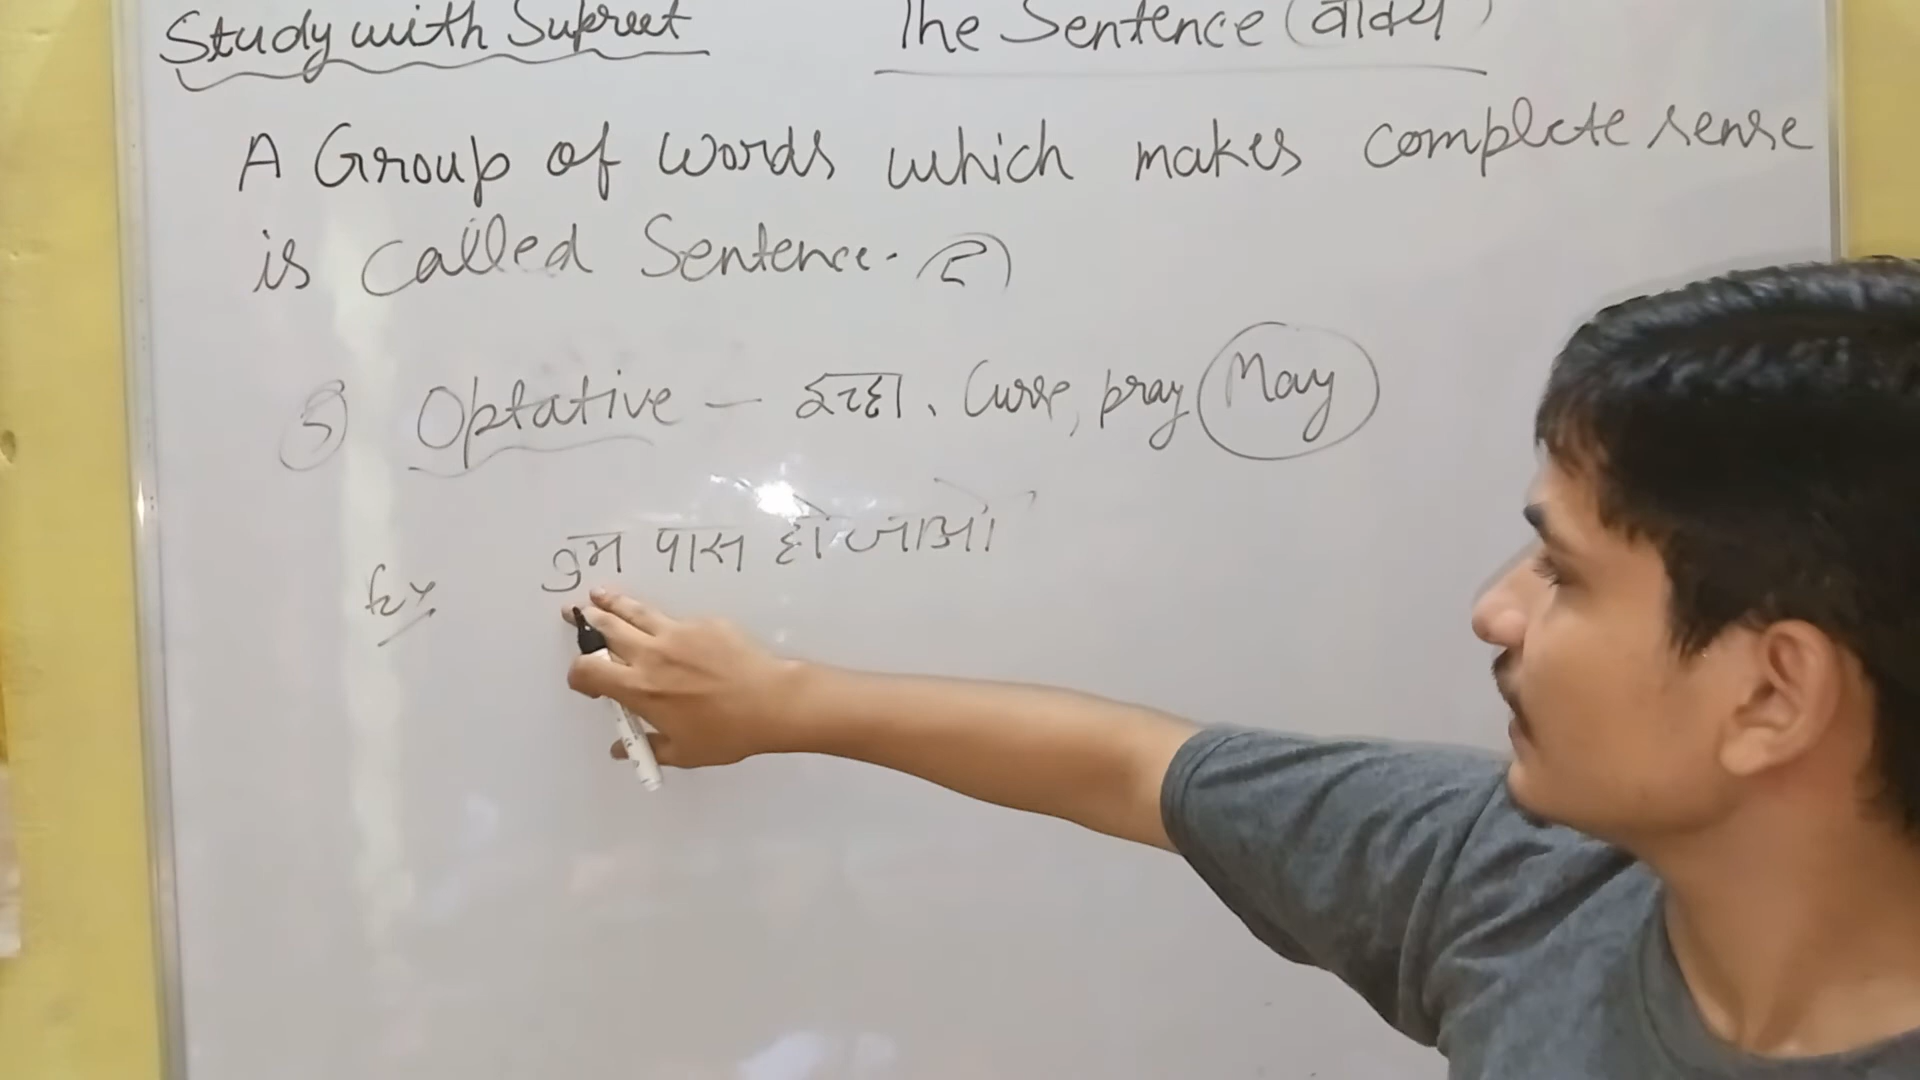 Study with Supreet
The Sentence (वाक्य)
A Group of words which makes complete sense
is called Sentence.
5 Optative — इच्छा, Curse, pray May
Ex तुम पास हो जाओ